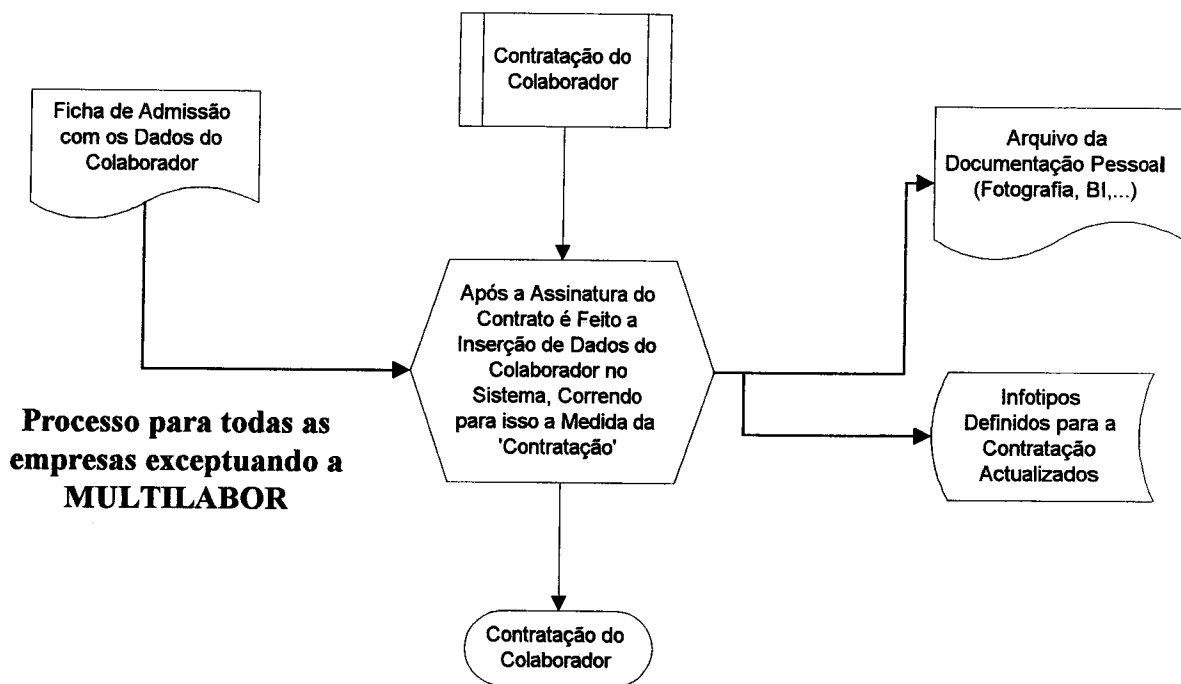 Contratação do
Colaborador
Ficha de Admissão
com os Dados do
Colaborador
Arquivo da
Documentação Pessoal
(Fotografia, BI,...)
Após a Assinatura do
Contrato é Feito a
Inserção de Dados do
Colaborador no
Sistema, Correndo
para isso a Medida da
'Contratação'
Infotipos
Definidos para a
Contratação
Actualizados
Processo para todas as
empresas exceptuando a
MULTILABOR
Contratação do
Colaborador